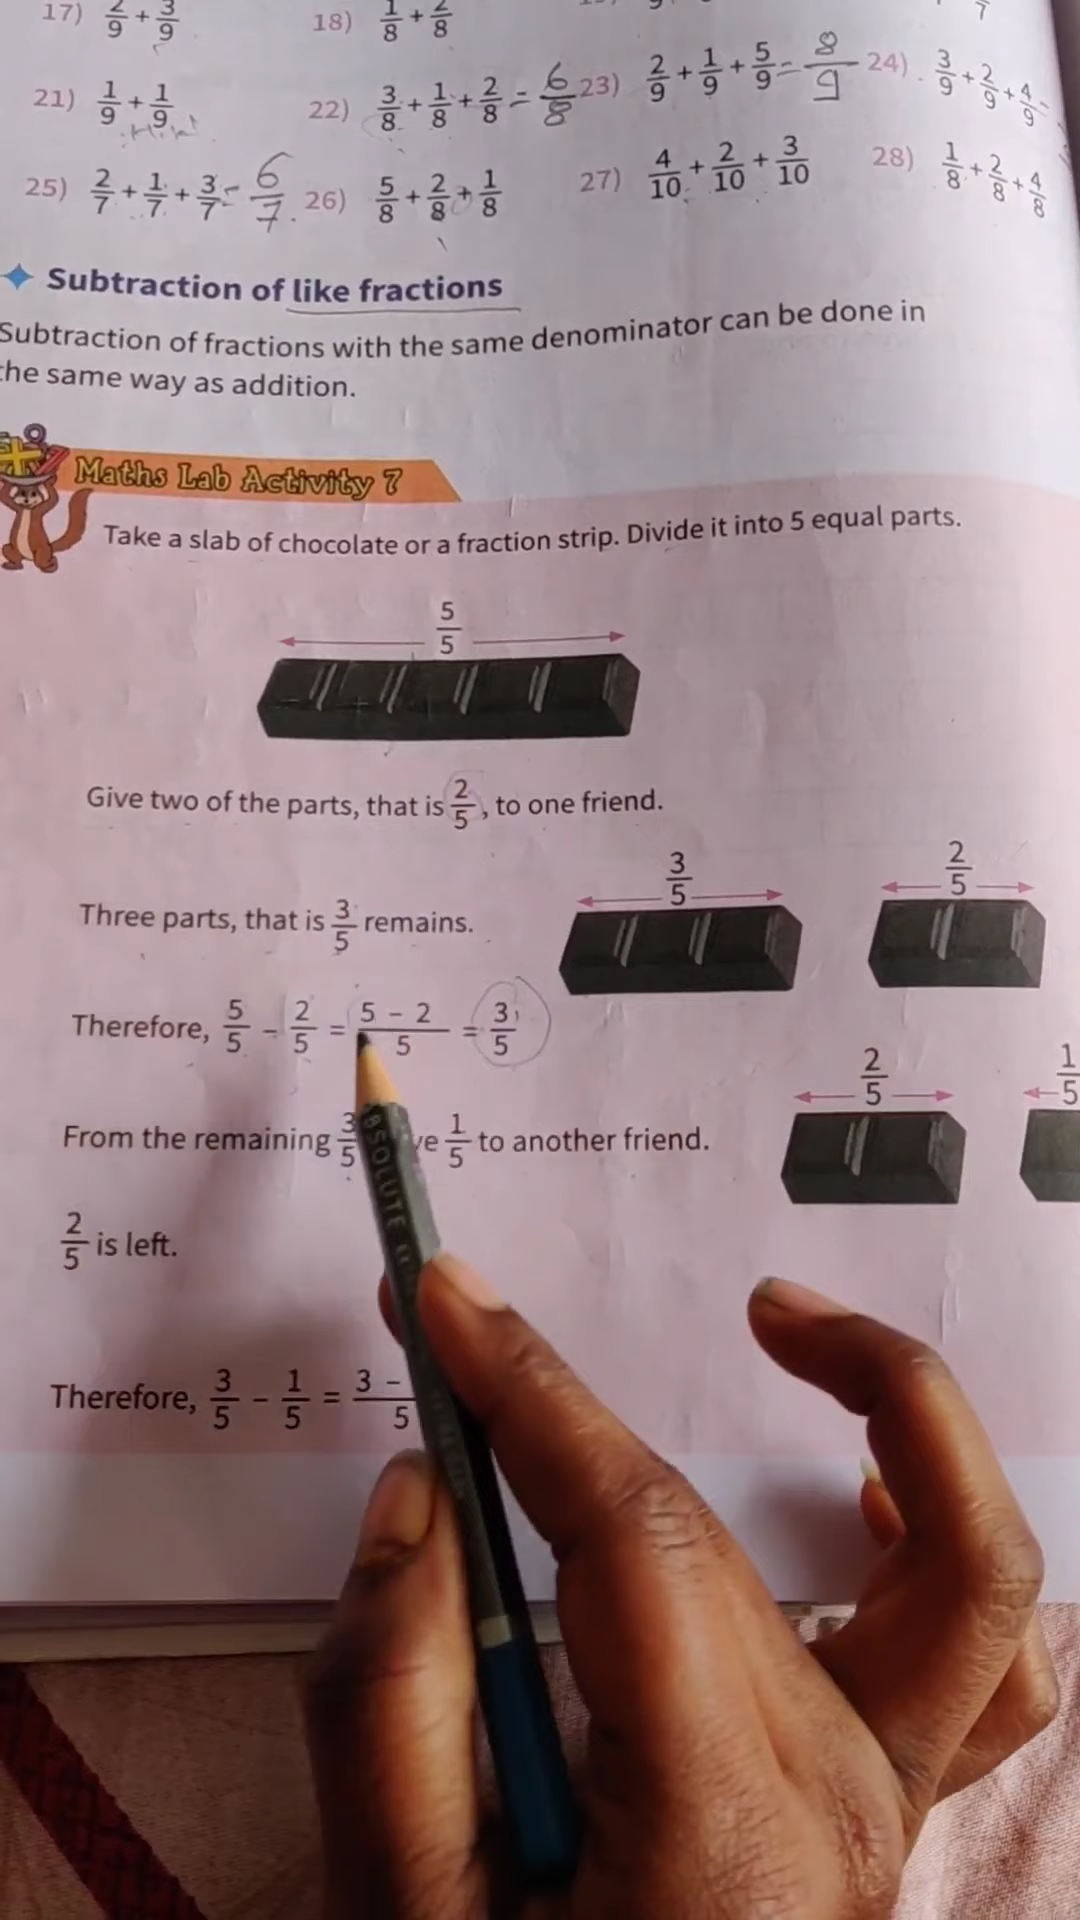 17) 2/9 + 3/9 18) 1/8 + 2/8
21) 1/9 + 1/9 22) 3/8 + 1/8 + 2/8 = 6/8 23) 2/9 + 1/9 + 5/9 = 8/9 24) 3/9 + 2/9 + 4/9 =
25) 2/7 + 1/7 + 3/7 = 6/7 26) 5/8 + 2/8 + 1/8 27) 4/10 + 2/10 + 3/10 28) 1/8 + 2/8 + 4/8
Subtraction of like fractions
Subtraction of fractions with the same denominator can be done in
the same way as addition.
Maths Lab Activity 7
Take a slab of chocolate or a fraction strip. Divide it into 5 equal parts.
5/5
Give two of the parts, that is 2/5, to one friend.
3/5 2/5
Three parts, that is 3/5 remains.
Therefore, 5/5 - 2/5 = 5 - 2/5 = 3/5
2/5 1/5
From the remaining 3/5 1/5 to another friend.
2/5 is left.
Therefore, 3/5 - 1/5 = 3 - /5
ABSOLUTE